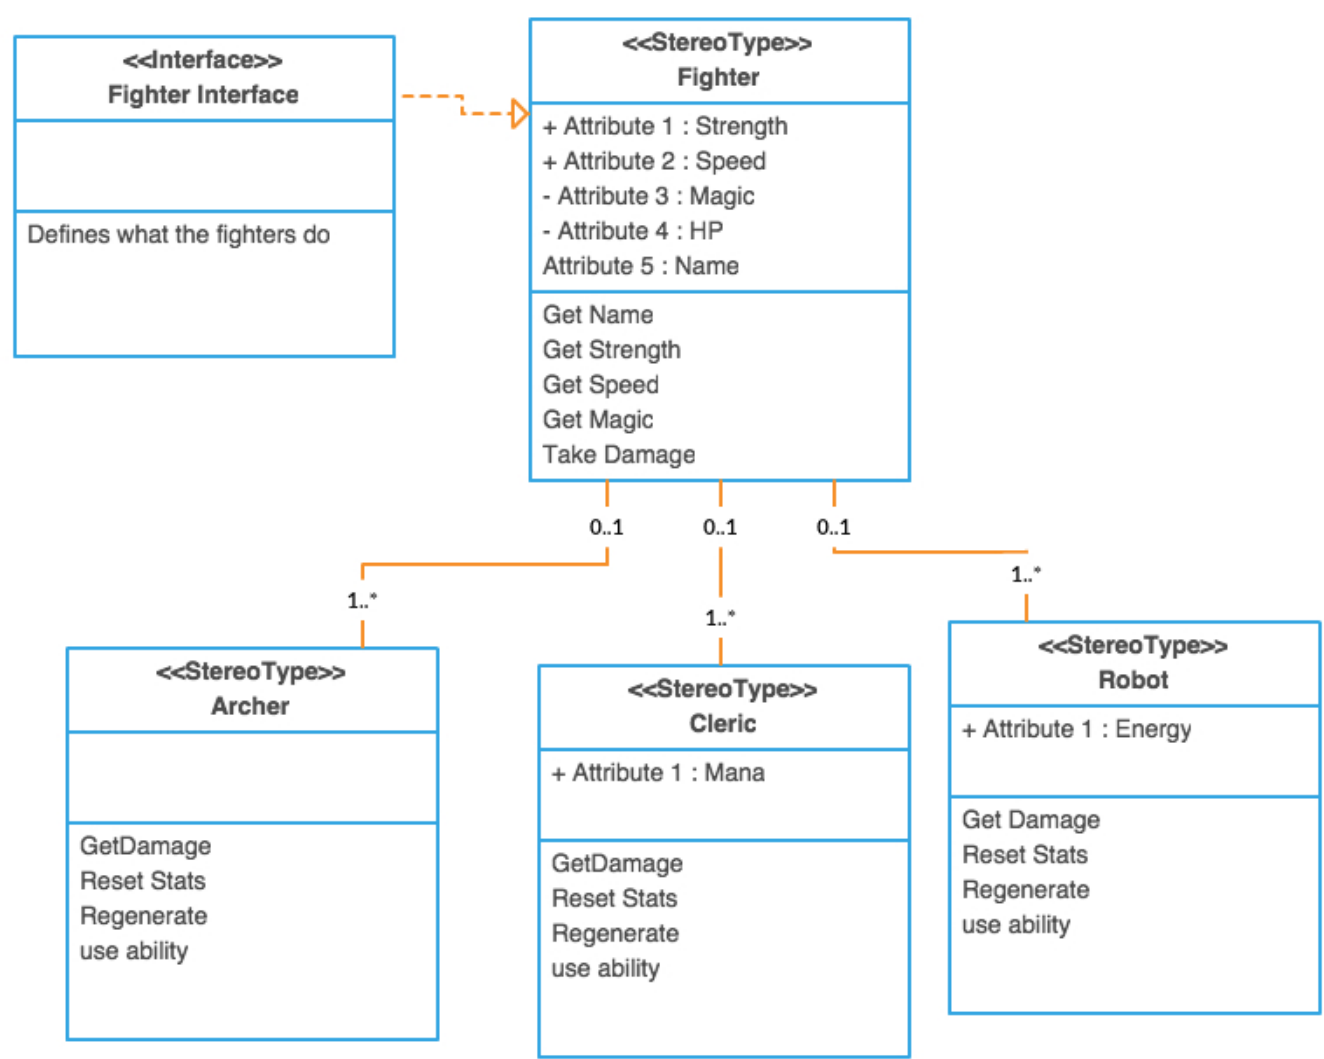 <<Interface>>
Fighter Interface
Defines what the fighters do
<<StereoType>>
Fighter
+ Attribute 1 : Strength
+ Attribute 2 : Speed
- Attribute 3 : Magic
- Attribute 4 : HP
Attribute 5 : Name
Get Name
Get Strength
Get Speed
Get Magic
Take Damage
0..1
0..1
0..1
1..*
1..*
1..*
<<StereoType>>
Archer
GetDamage
Reset Stats
Regenerate
use ability
<<StereoType>>
Cleric
+ Attribute 1 : Mana
GetDamage
Reset Stats
Regenerate
use ability
<<StereoType>>
Robot
+ Attribute 1 : Energy
Get Damage
Reset Stats
Regenerate
use ability